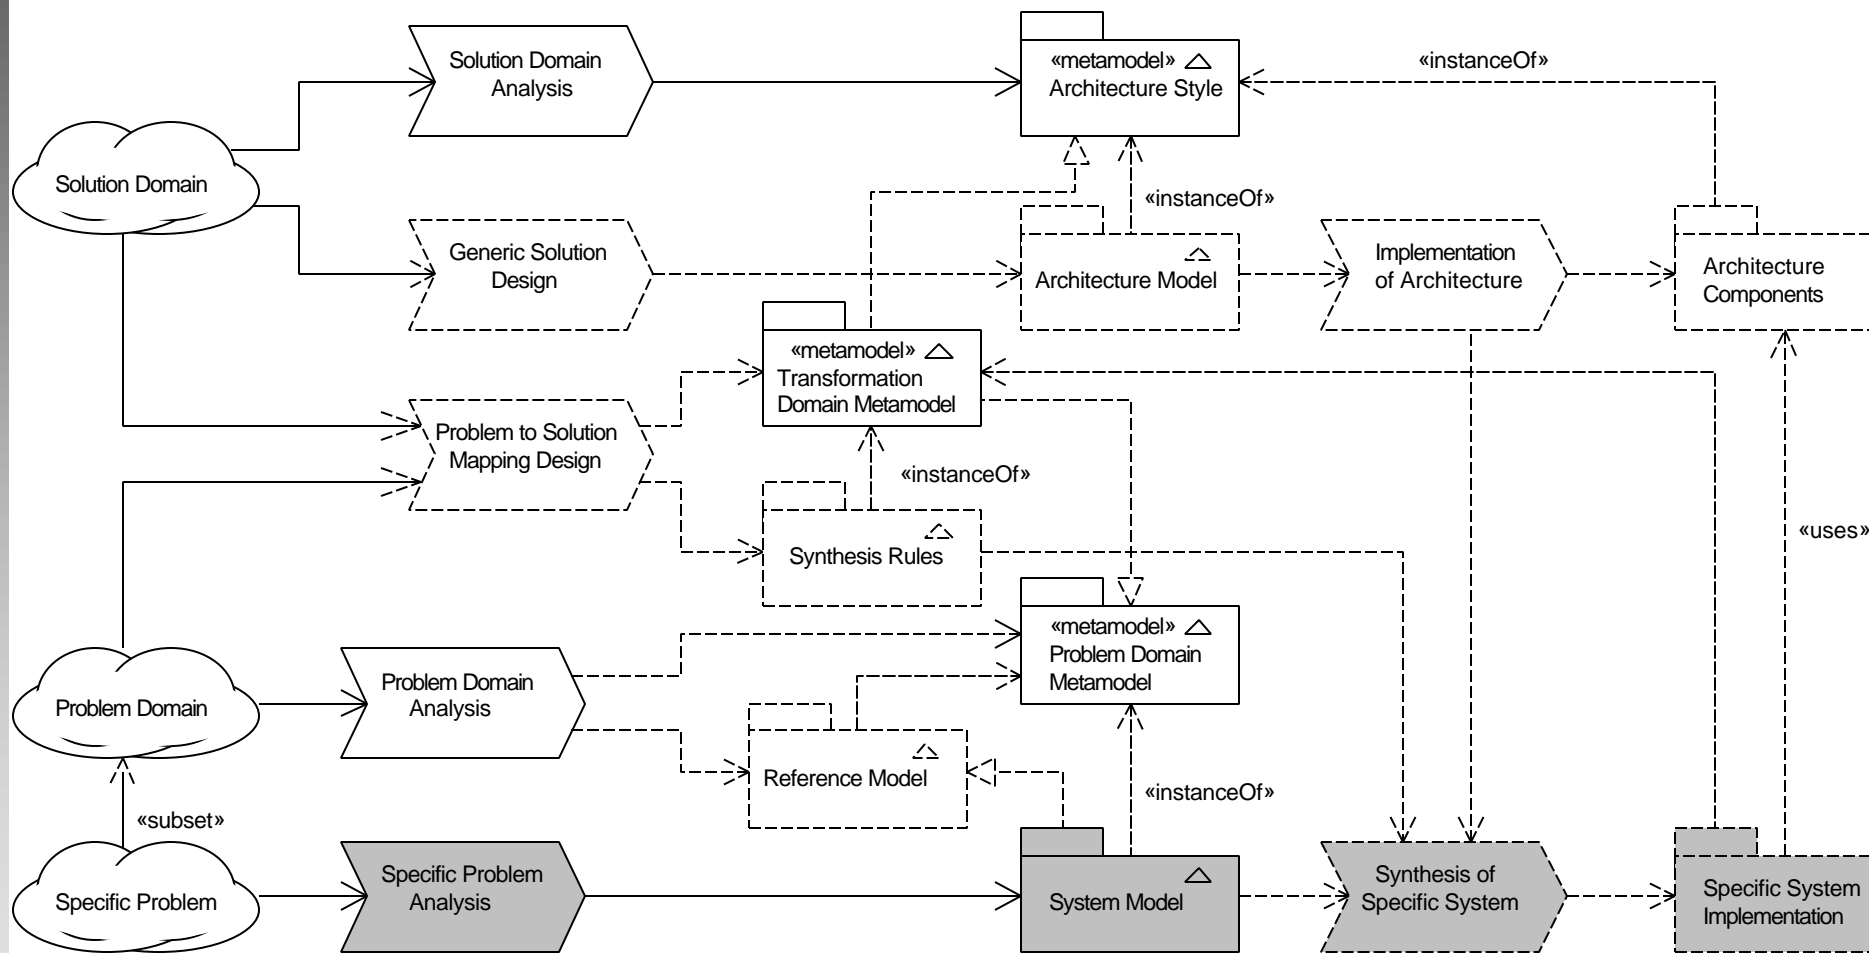 Solution Domain
Analysis
«metamodel»
Architecture Style
«instanceOf»
Solution Domain
«instanceOf»
Generic Solution
Design
Architecture Model
Implementation
of Architecture
Architecture
Components
«metamodel»
Transformation
Domain Metamodel
Problem to Solution
Mapping Design
«instanceOf»
Synthesis Rules
«uses»
«metamodel»
Problem Domain
Metamodel
Problem Domain
Problem Domain
Analysis
Reference Model
«instanceOf»
«subset»
Specific Problem
Specific Problem
Analysis
System Model
Synthesis of
Specific System
Specific System
Implementation